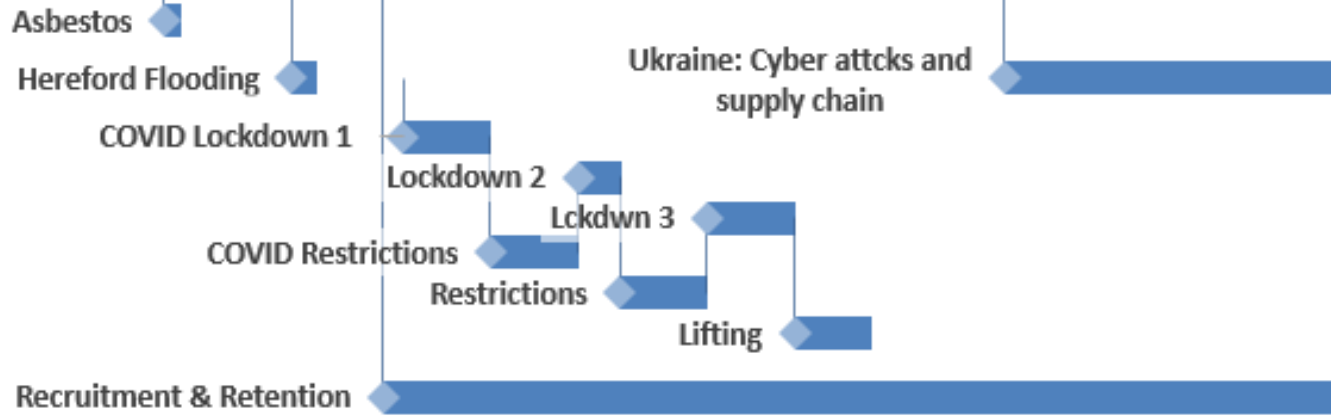 Asbestos
Hereford Flooding
Ukraine: Cyber attcks and
supply chain
COVID Lockdown 1
Lockdown 2
Lckdwn 3
COVID Restrictions
Restrictions
Lifting
Recruitment & Retention